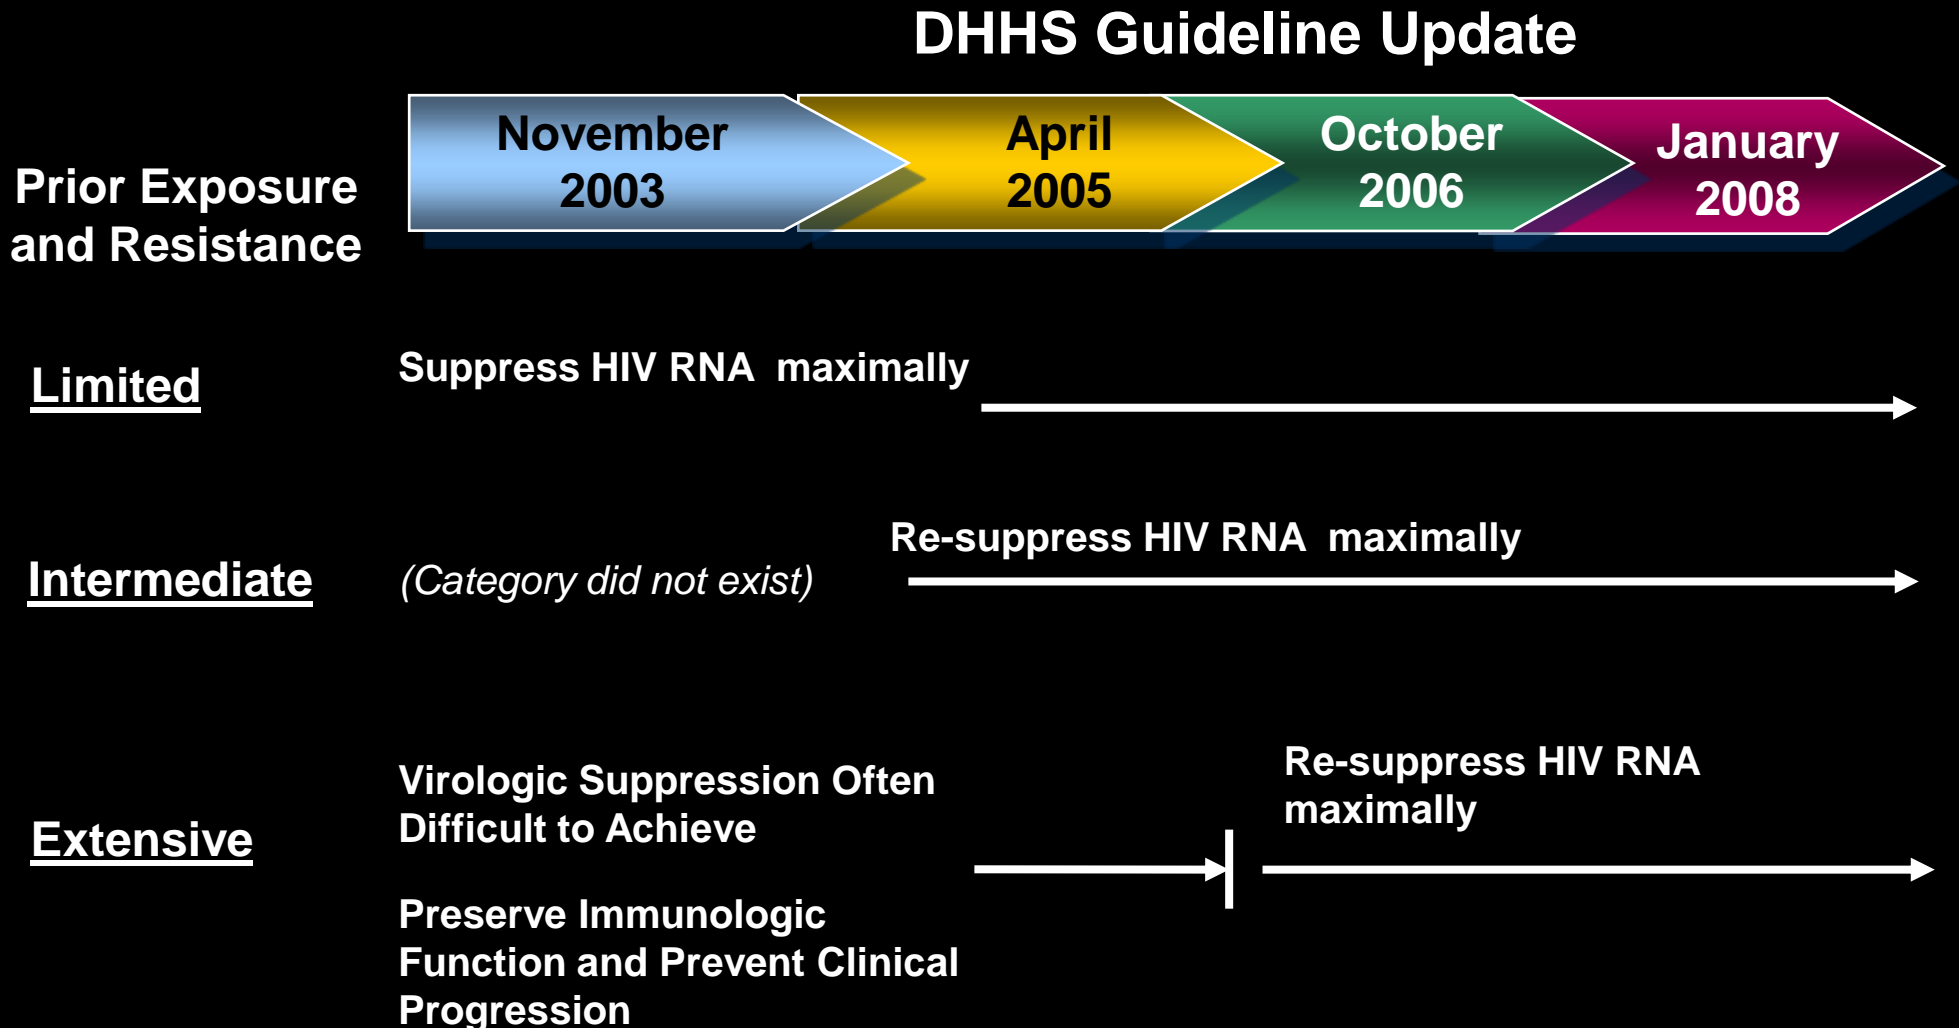 DHHS Guideline Update
November
2003
April
2005
October
2006
January
2008
Prior Exposure
and Resistance
Limited
Suppress HIV RNA maximally
Intermediate
(Category did not exist)
Re-suppress HIV RNA maximally
Extensive
Virologic Suppression Often
Difficult to Achieve
Preserve Immunologic
Function and Prevent Clinical
Progression
Re-suppress HIV RNA
maximally